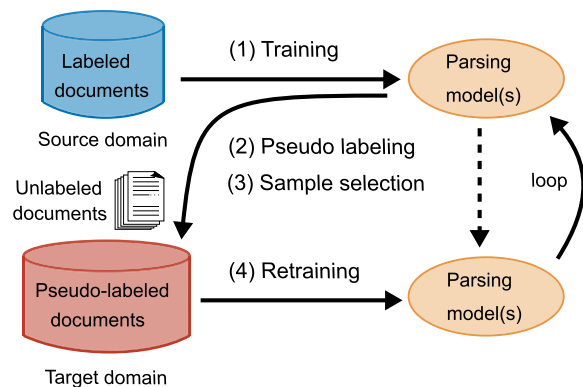 Labeled
documents
Source domain
(1) Training
Parsing
model(s)
(2) Pseudo labeling
(3) Sample selection
loop
Unlabeled
documents
Pseudo-labeled
documents
Target domain
(4) Retraining
Parsing
model(s)